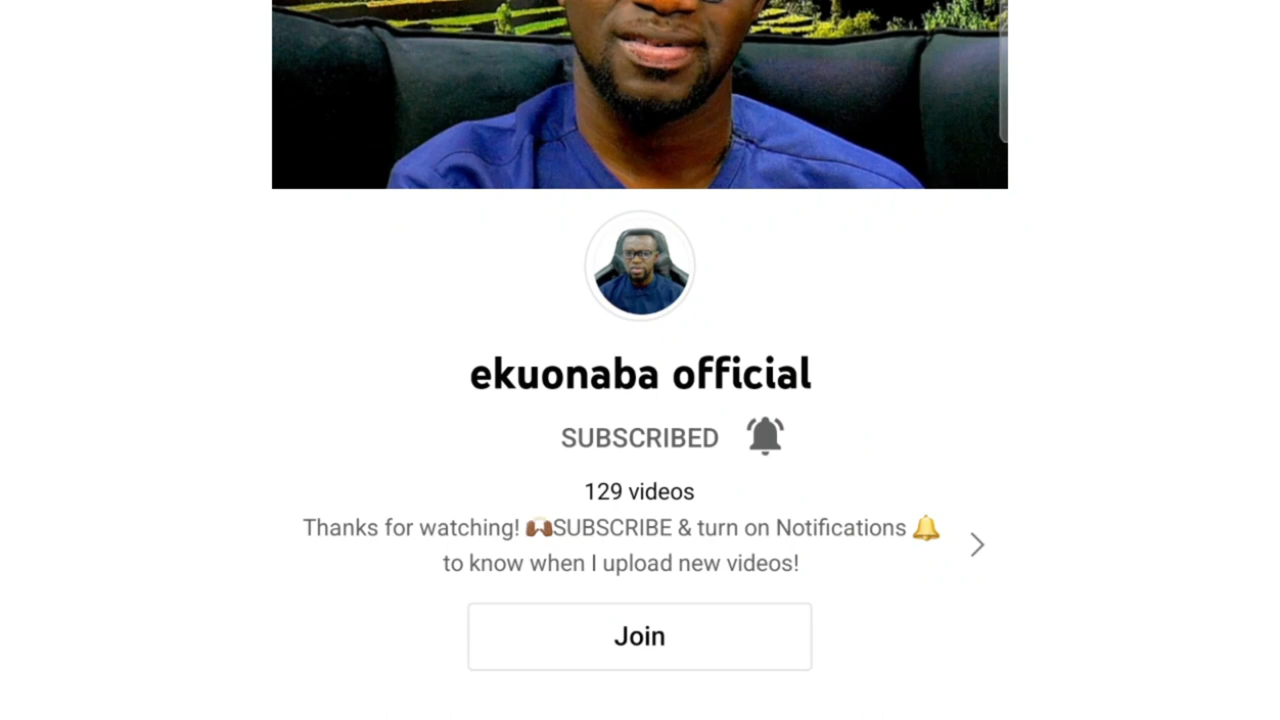 ekuonaba official
SUBSCRIBED
129 videos
Thanks for watching! 🙌🏾SUBSCRIBE & turn on Notifications 🔔
to know when I upload new videos!
Join